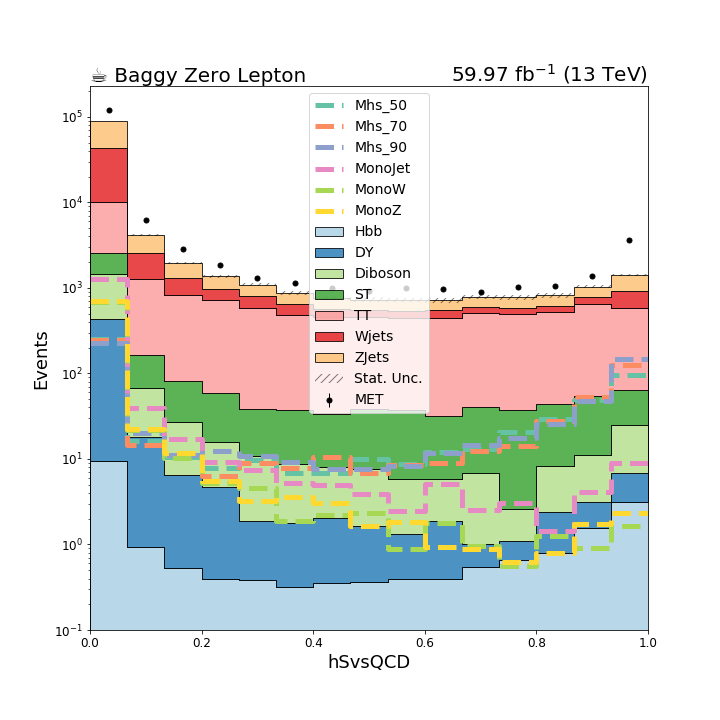 ☕ Baggy Zero Lepton
59.97 fb⁻¹ (13 TeV)
Mhs_50
Mhs_70
Mhs_90
MonoJet
MonoW
MonoZ
Hbb
DY
Diboson
ST
TT
WJets
ZJets
Stat. Unc.
MET
Events
10⁵
10⁴
10³
10²
10¹
10⁰
10⁻¹
0.0 0.2 0.4 0.6 0.8 1.0
hSvsQCD